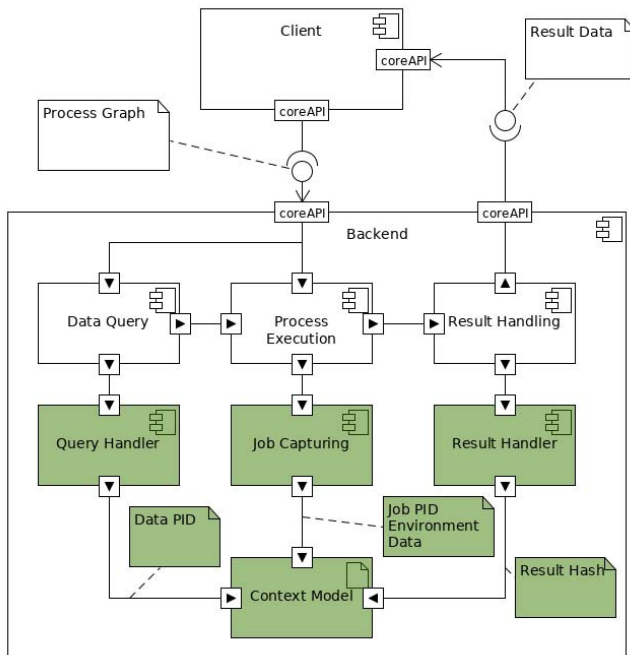 Client
Result Data
coreAPI
coreAPI
Process Graph
coreAPI
coreAPI
Backend
Data Query
Process
Execution
Result Handling
Query Handler
Job Capturing
Result Handler
Data PID
Job PID
Environment
Data
Context Model
Result Hash